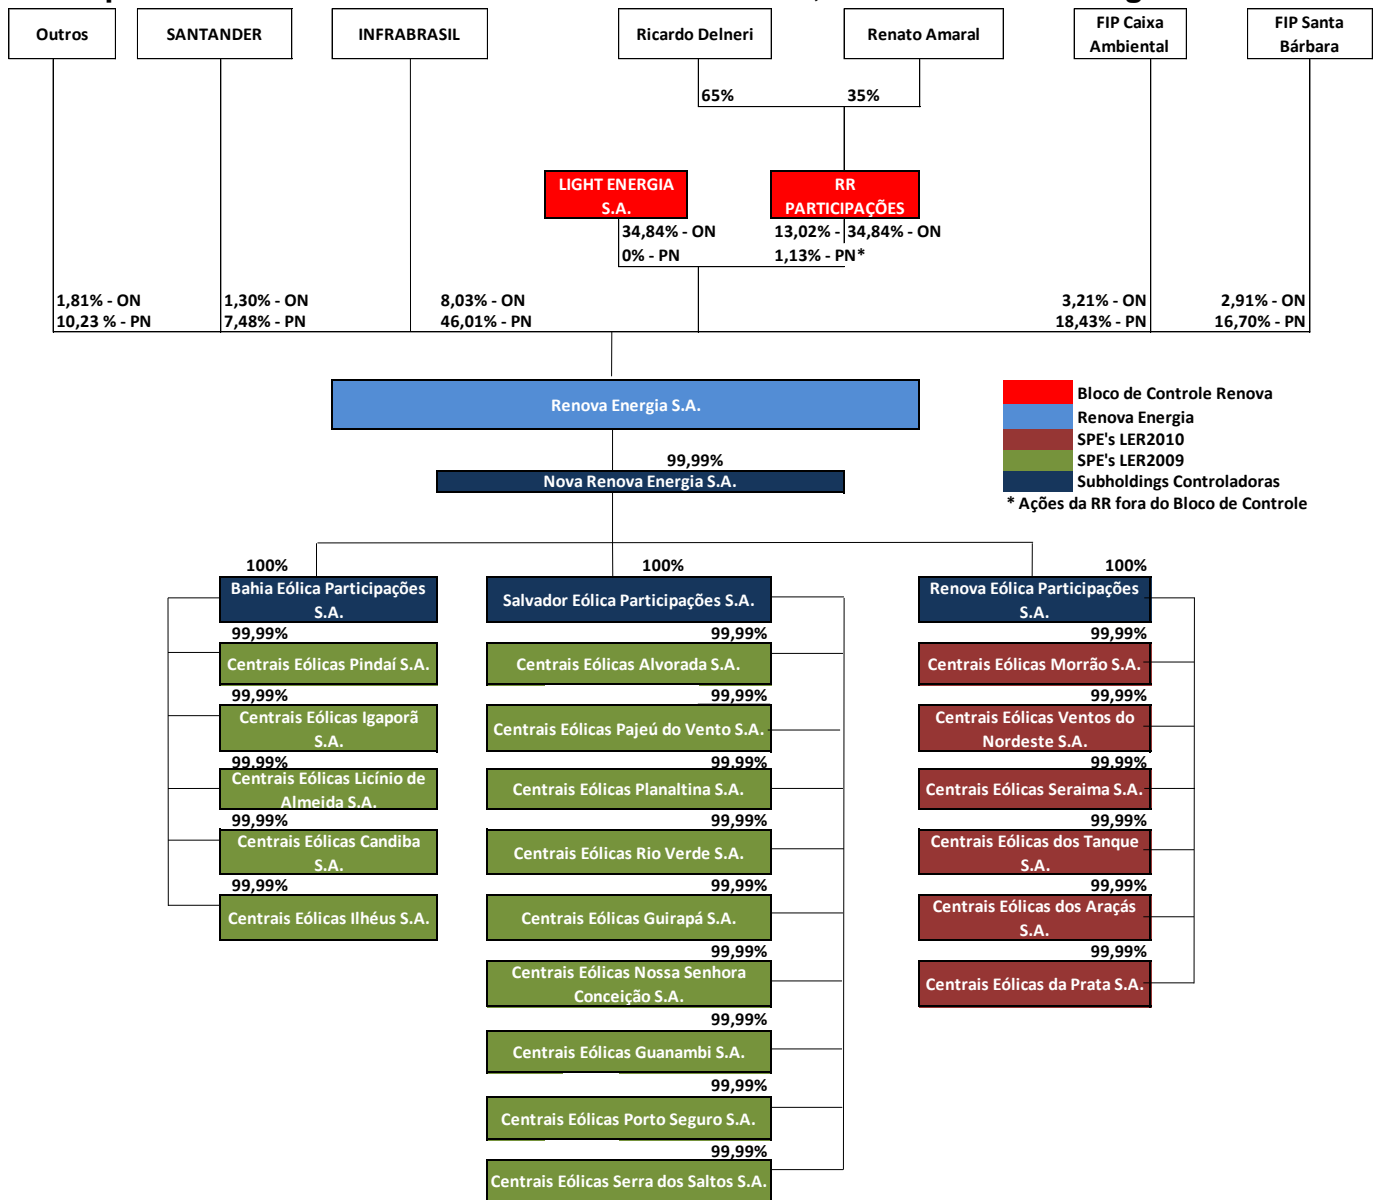 Outros
SANTANDER
INFRABRASIL
Ricardo Delneri
Renato Amaral
FIP Caixa
Ambiental
FIP Santa
Bárbara
65%
35%
LIGHT ENERGIA
S.A.
RR
PARTICIPAÇÕES
34,84% - ON
0% - PN
13,02% - 34,84% - ON
1,13% - PN*
1,81% - ON
10,23 % - PN
1,30% - ON
7,48% - PN
8,03% - ON
46,01% - PN
3,21% - ON
18,43% - PN
2,91% - ON
16,70% - PN
Renova Energia S.A.
99,99%
Nova Renova Energia S.A.
Bloco de Controle Renova
Renova Energia
SPE's LER2010
SPE's LER2009
Subholdings Controladoras
* Ações da RR fora do Bloco de Controle
100%
Bahia Eólica Participações
S.A.
99,99%
Centrais Eólicas Pindaí S.A.
99,99%
Centrais Eólicas Igaporã
S.A.
99,99%
Centrais Eólicas Licínio de
Almeida S.A.
99,99%
Centrais Eólicas Candiba
S.A.
99,99%
Centrais Eólicas Ilhéus S.A.
100%
Salvador Eólica Participações S.A.
99,99%
Centrais Eólicas Alvorada S.A.
99,99%
Centrais Eólicas Pajeú do Vento S.A.
99,99%
Centrais Eólicas Planaltina S.A.
99,99%
Centrais Eólicas Rio Verde S.A.
99,99%
Centrais Eólicas Guirapá S.A.
99,99%
Centrais Eólicas Nossa Senhora
Conceição S.A.
99,99%
Centrais Eólicas Guanambi S.A.
99,99%
Centrais Eólicas Porto Seguro S.A.
99,99%
Centrais Eólicas Serra dos Saltos S.A.
100%
Renova Eólica Participações
S.A.
99,99%
Centrais Eólicas Morrão S.A.
99,99%
Centrais Eólicas Ventos do
Nordeste S.A.
99,99%
Centrais Eólicas Seraima S.A.
99,99%
Centrais Eólicas dos Tanque
S.A.
99,99%
Centrais Eólicas dos Araçás
S.A.
99,99%
Centrais Eólicas da Prata S.A.